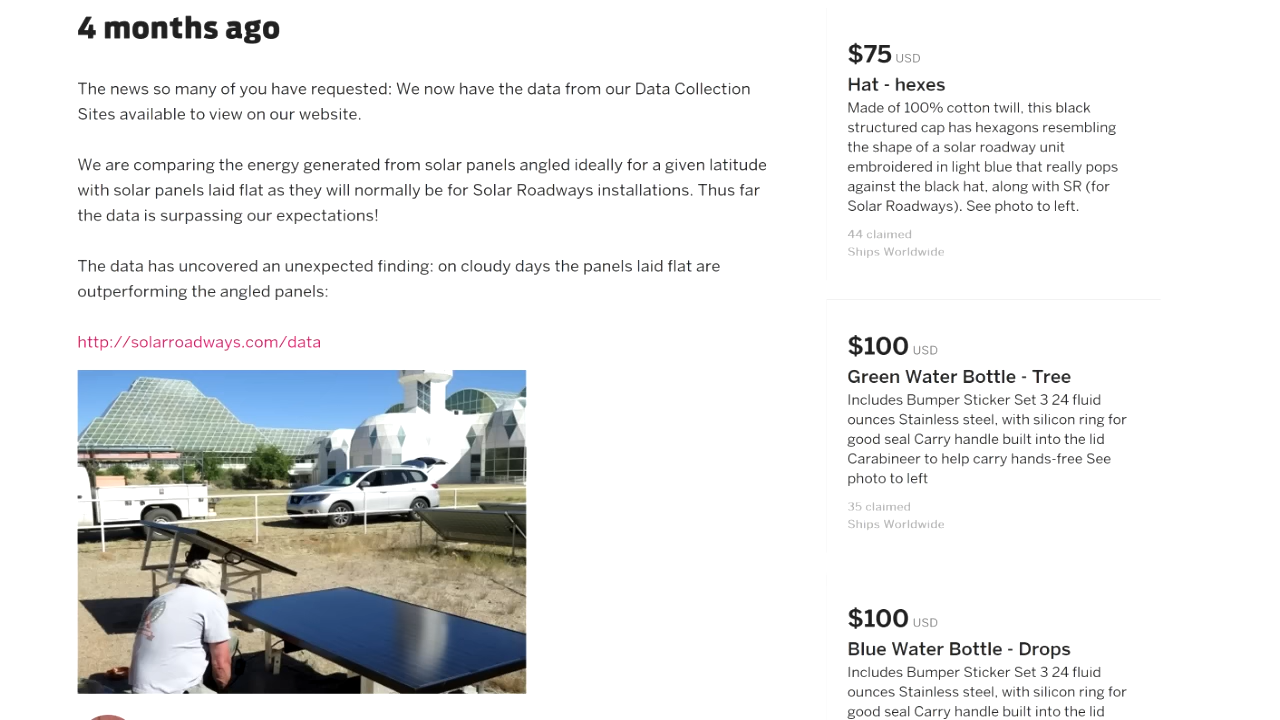 4 months ago
The news so many of you have requested: We now have the data from our Data Collection
Sites available to view on our website.
We are comparing the energy generated from solar panels angled ideally for a given latitude
with solar panels laid flat as they will normally be for Solar Roadways installations. Thus far
the data is surpassing our expectations!
The data has uncovered an unexpected finding: on cloudy days the panels laid flat are
outperforming the angled panels:
http://solarroadways.com/data
$75 USD
Hat - hexes
Made of 100% cotton twill, this black
structured cap has hexagons resembling
the shape of a solar roadway unit
embroidered in light blue that really pops
against the black hat, along with SR (for
Solar Roadways). See photo to left.
44 claimed
Ships Worldwide
$100 USD
Green Water Bottle - Tree
Includes Bumper Sticker Set 3 24 fluid
ounces Stainless steel, with silicon ring for
good seal Carry handle built into the lid
Carabineer to help carry hands-free See
photo to left
35 claimed
Ships Worldwide
$100 USD
Blue Water Bottle - Drops
Includes Bumper Sticker Set 3 24 fluid
ounces Stainless steel, with silicon ring for
good seal Carry handle built into the lid